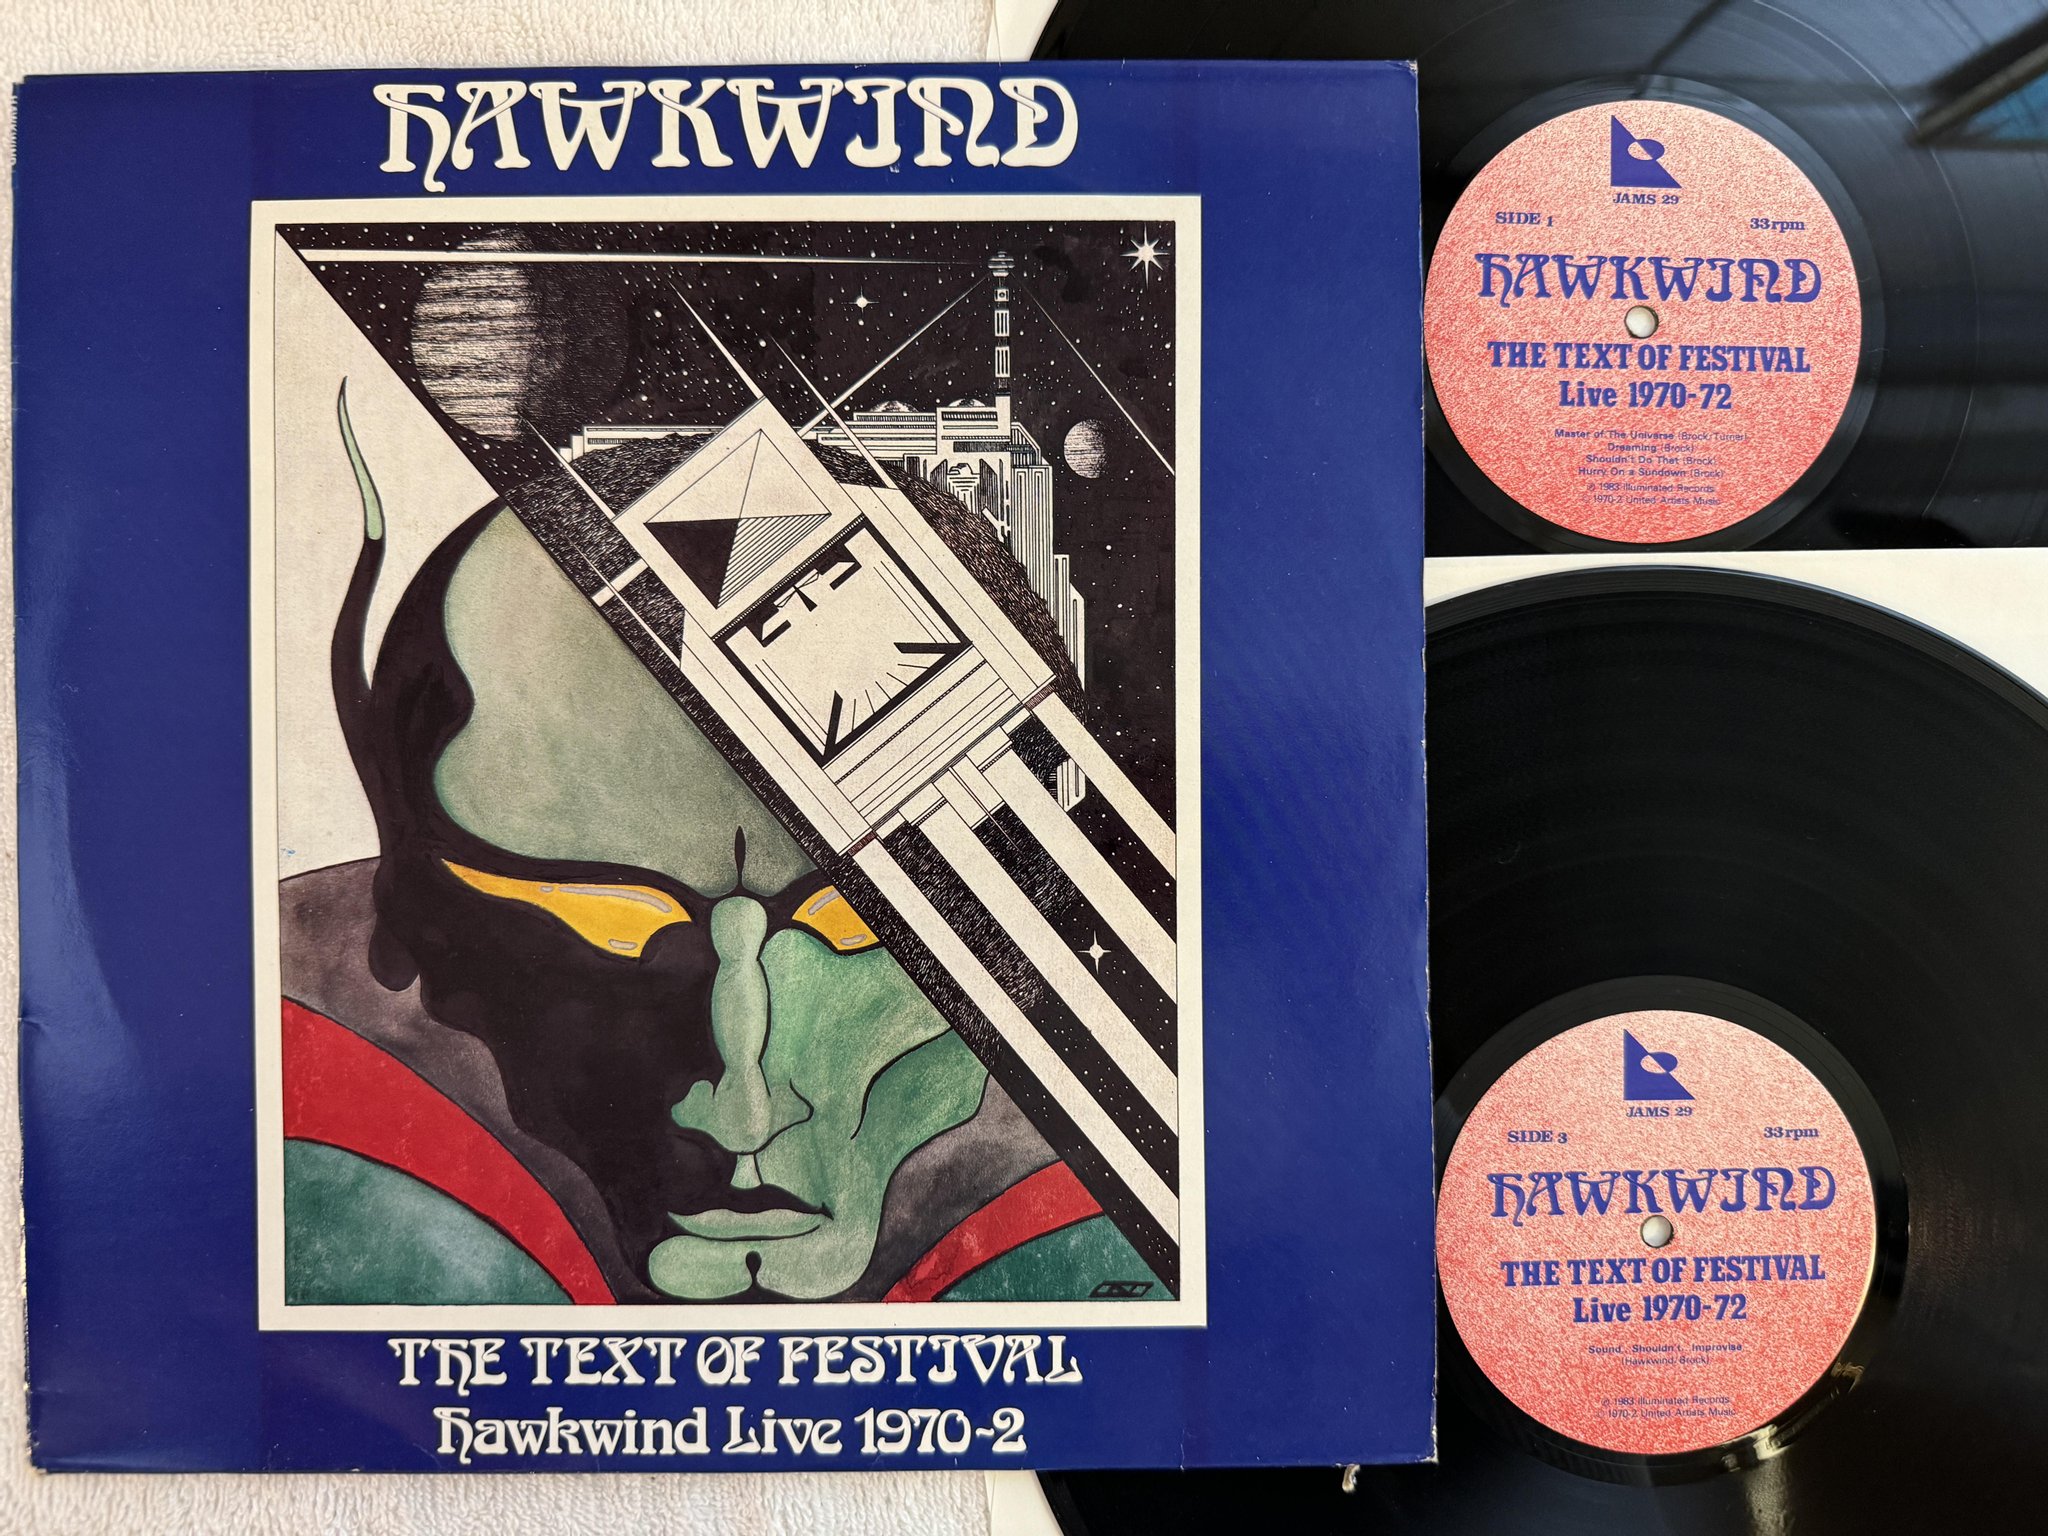 HAWKWIND
THE TEXT OF FESTIVAL
Hawkwind Live 1970-2
JAMS 29
SIDE 1 33rpm
HAWKWIND
THE TEXT OF FESTIVAL
Live 1970-72
Master of The Universe (Brock/Turner)
Dreaming (Brock)
Shouldn't Do That (Brock)
Hurry On a Sundown (Brock)
℗ 1983 Illuminated Records
© 1970-2 United Artists Music
JAMS 29
SIDE 3 33rpm
HAWKWIND
THE TEXT OF FESTIVAL
Live 1970-72
Sound, Shouldn't, Improvise
(Hawkwind/Brock)
℗ 1983 Illuminated Records
© 1970-2 United Artists Music